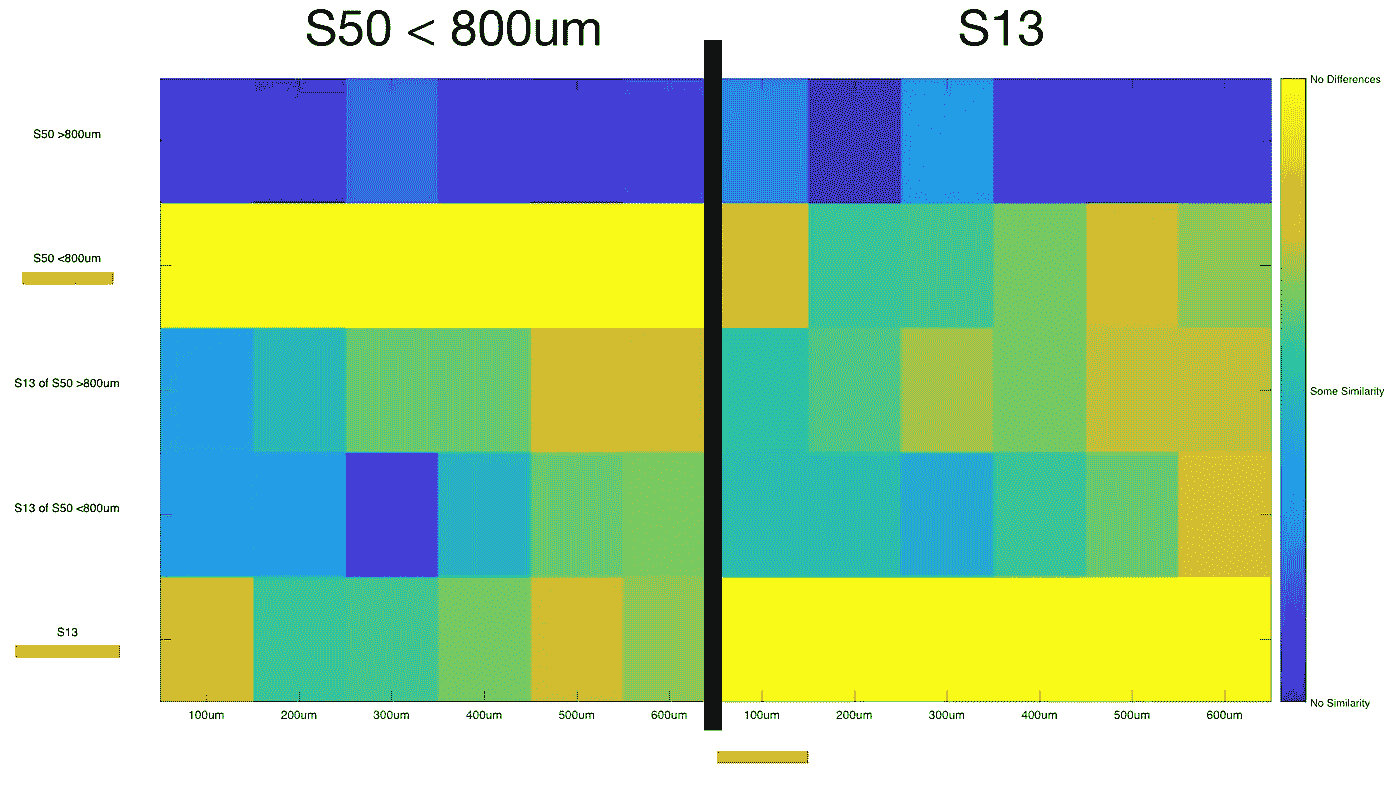 S50 < 800um
S13
No Differences
S50 >800um
S50 <800um
S13 of S50 >800um
Some Similarity
S13 of S50 <800um
S13
No Similarity
100um 200um 300um 400um 500um 600um
100um 200um 300um 400um 500um 600um